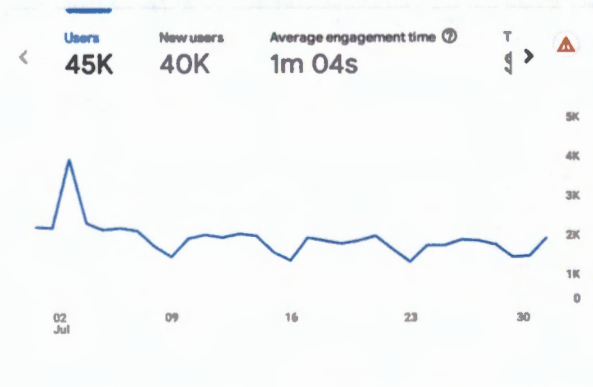 Users
45K
New users
40K
Average engagement time
1m 04s
T
$
5K
4K
3K
2K
1K
0
02
Jul
09
16
23
30